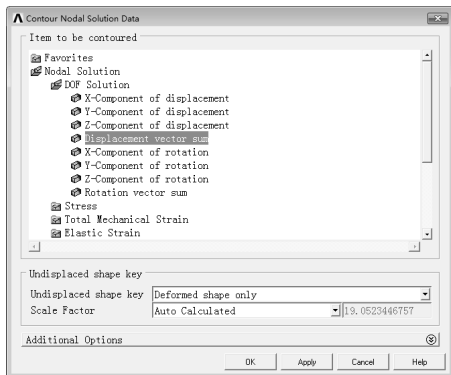 Contour Nodal Solution Data
Item to be contoured
Favorites
Nodal Solution
DOF Solution
X-Component of displacement
Y-Component of displacement
Z-Component of displacement
Displacement vector sum
X-Component of rotation
Y-Component of rotation
Z-Component of rotation
Rotation vector sum
Stress
Total Mechanical Strain
Elastic Strain
Undisplaced shape key
Undisplaced shape key Deformed shape only
Scale Factor Auto Calculated 19.0523446757
Additional Options
OK Apply Cancel Help